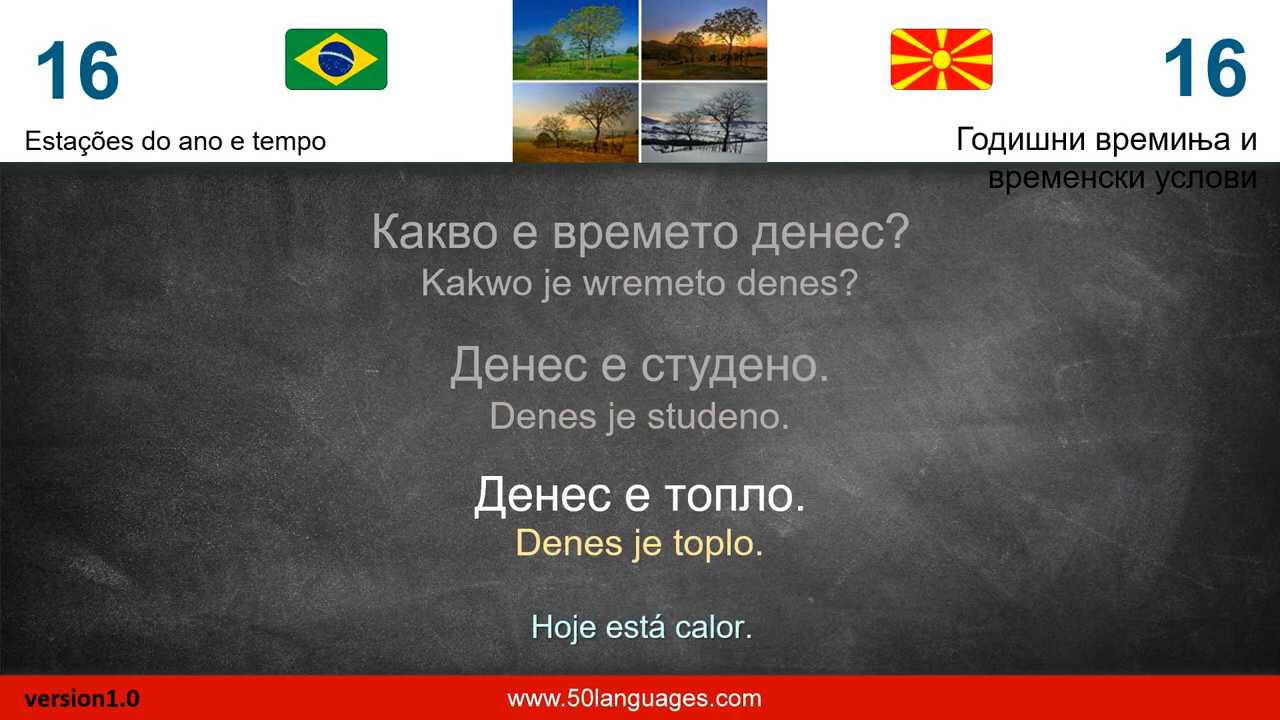 16
16
Estações do ano e tempo
Годишни времиња и
временски услови
Какво е времето денес?
Kakwo je wremeto denes?
Денес е студено.
Denes je studeno.
Денес е топло.
Denes je toplo.
Hoje está calor.
version1.0
www.50languages.com